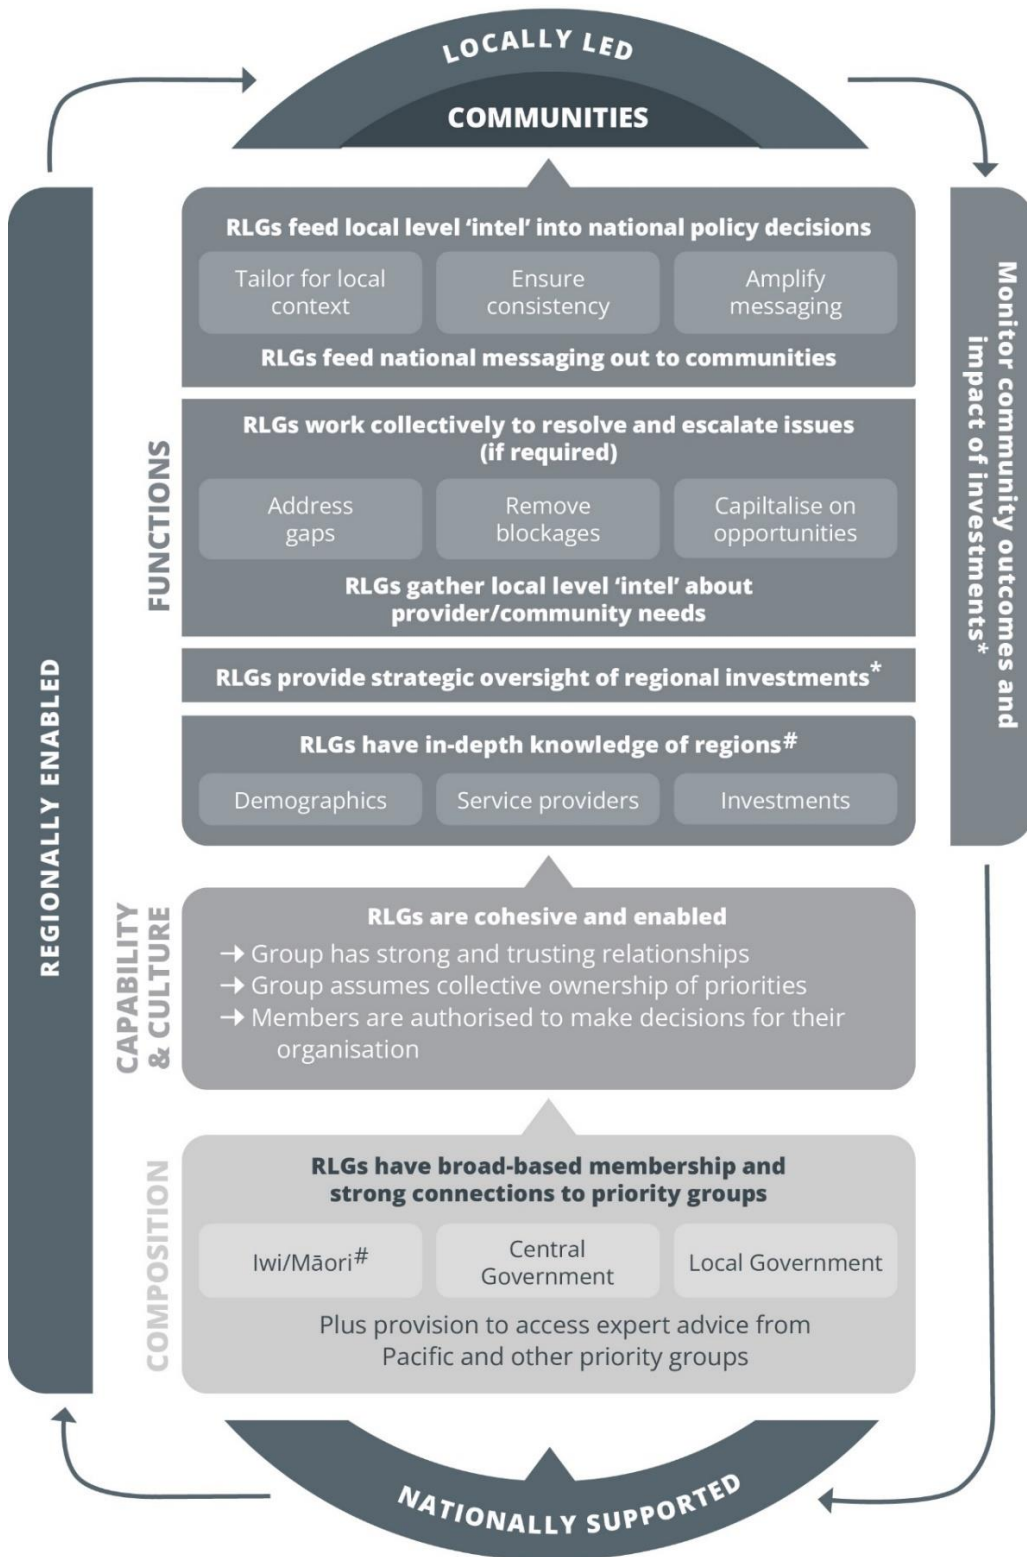 LOCALLY LED
COMMUNITIES
RLGs feed local level ‘intel’ into national policy decisions
Tailor for local
context
Ensure
consistency
Amplify
messaging
RLGs feed national messaging out to communities
RLGs work collectively to resolve and escalate issues
(if required)
Address
gaps
Remove
blockages
Capiltalise on
opportunities
RLGs gather local level ‘intel’ about
provider/community needs
RLGs provide strategic oversight of regional investments*
RLGs have in-depth knowledge of regions#
Demographics
Service providers
Investments
FUNCTIONS
REGIONALLY ENABLED
Monitor community outcomes and
impact of investments*
CAPABILITY
& CULTURE
RLGs are cohesive and enabled
→ Group has strong and trusting relationships
→ Group assumes collective ownership of priorities
→ Members are authorised to make decisions for their
organisation
COMPOSITION
RLGs have broad-based membership and
strong connections to priority groups
Iwi/Māori#
Central
Government
Local Government
Plus provision to access expert advice from
Pacific and other priority groups
NATIONALLY SUPPORTED